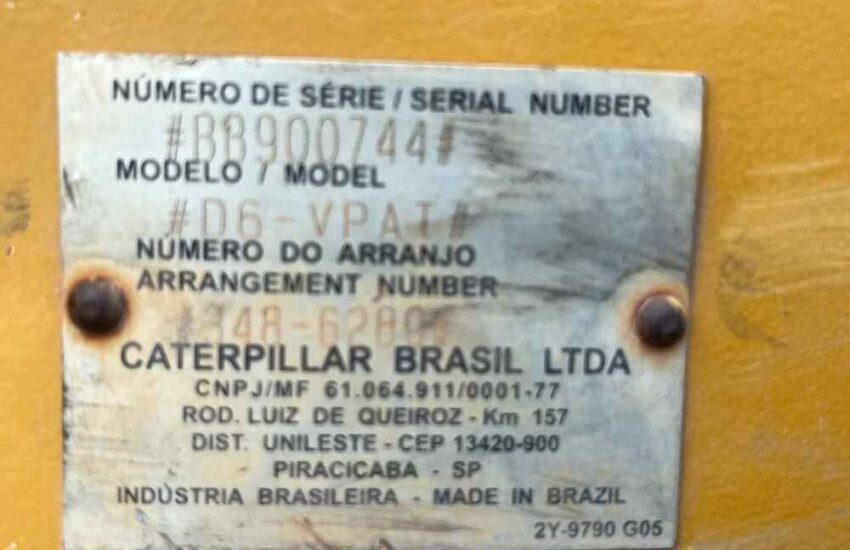 NÚMERO DE SÉRIE / SERIAL NUMBER
#BB900744#
MODELO / MODEL
#D6-VPAT#
NÚMERO DO ARRANJO
ARRANGEMENT NUMBER
CATERPILLAR BRASIL LTDA
CNPJ/MF 61.064.911/0001-77
ROD. LUIZ DE QUEIROZ - Km 157
DIST. UNILESTE - CEP 13420-900
PIRACICABA - SP
INDÚSTRIA BRASILEIRA - MADE IN BRAZIL
2Y-9790 G05